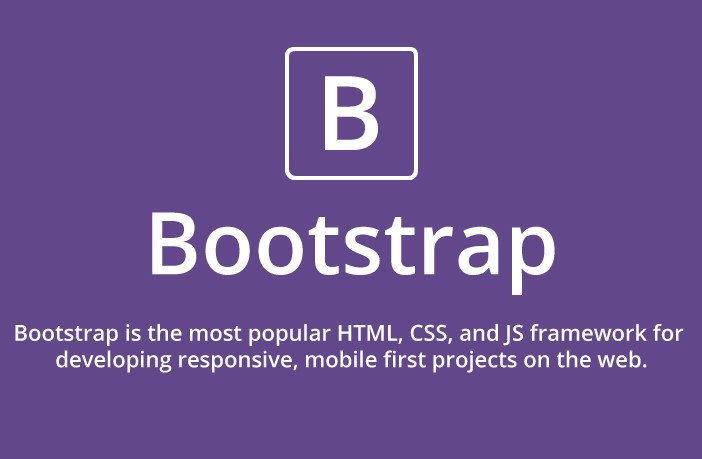 B
Bootstrap
Bootstrap is the most popular HTML, CSS, and JS framework for
developing responsive, mobile first projects on the web.